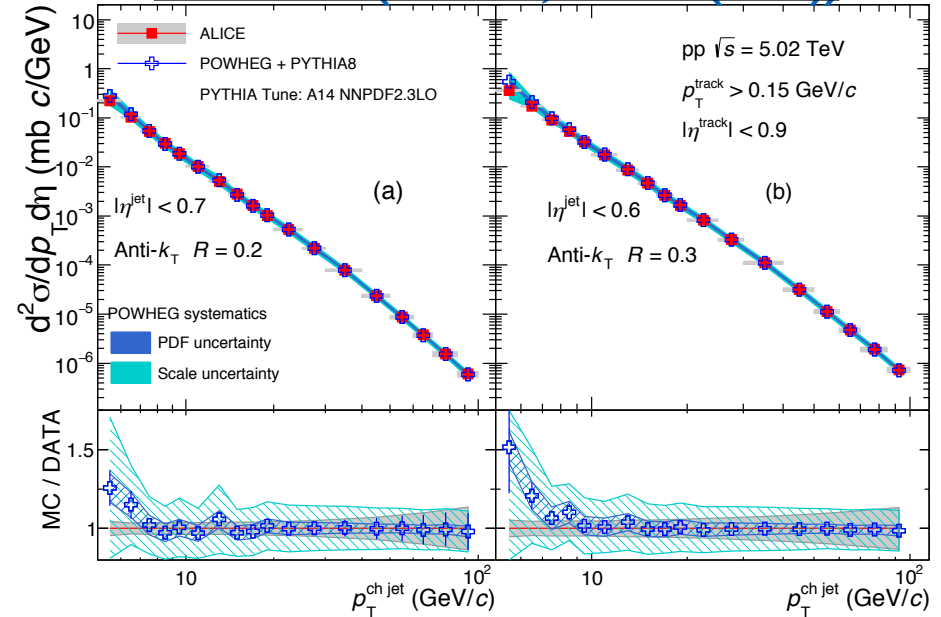 d²σ/dp_T dη (mb c/GeV)
10
1
10⁻¹
10⁻²
10⁻³
10⁻⁴
10⁻⁵
10⁻⁶
ALICE
POWHEG + PYTHIA8
PYTHIA Tune: A14 NNPDF2.3LO
(a)
|η^jet| < 0.7
Anti-k_T R = 0.2
POWHEG systematics
PDF uncertainty
Scale uncertainty
pp √s = 5.02 TeV
p_T^track > 0.15 GeV/c
|η^track| < 0.9
(b)
|η^jet| < 0.6
Anti-k_T R = 0.3
MC / DATA
1.5
1
10
10²
p_T^ch jet (GeV/c)
10
10²
p_T^ch jet (GeV/c)